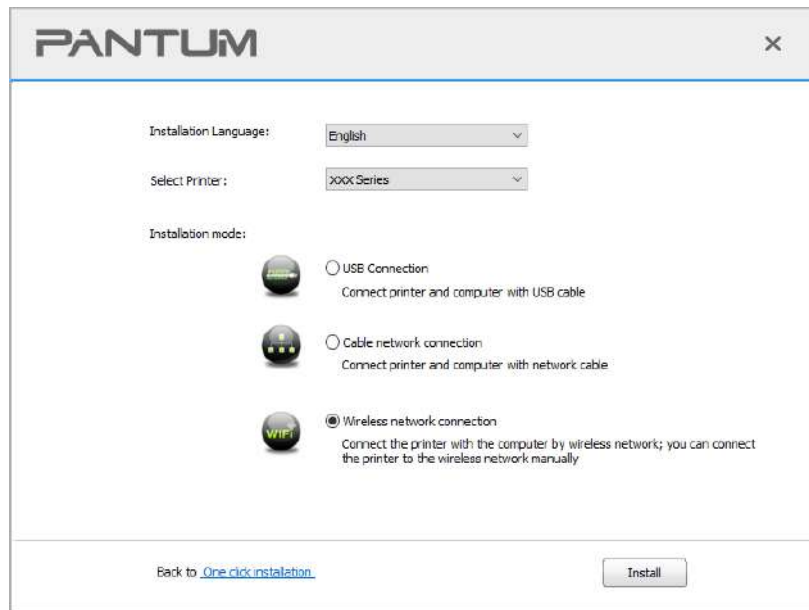 PANTUM
Installation Language:
English
Select Printer:
xxx Series
Installation mode:
USB Connection
Connect printer and computer with USB cable
Cable network connection
Connect printer and computer with network cable
WiFi
Wireless network connection
Connect the printer with the computer by wireless network; you can connect
the printer to the wireless network manually
Back to One click installation
Install